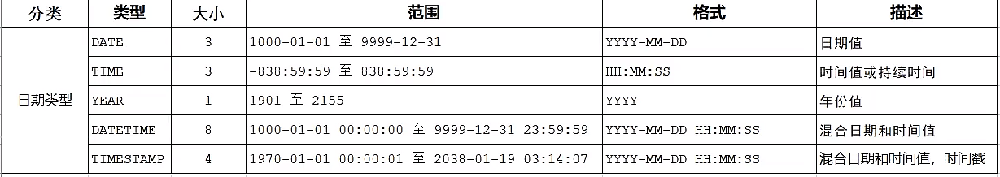 分类 类型 大小 范围 格式 描述
日期类型 DATE 3 1000-01-01 至 9999-12-31 YYYY-MM-DD 日期值
TIME 3 -838:59:59 至 838:59:59 HH:MM:SS 时间值或持续时间
YEAR 1 1901 至 2155 YYYY 年份值
DATETIME 8 1000-01-01 00:00:00 至 9999-12-31 23:59:59 YYYY-MM-DD HH:MM:SS 混合日期和时间值
TIMESTAMP 4 1970-01-01 00:00:01 至 2038-01-19 03:14:07 YYYY-MM-DD HH:MM:SS 混合日期和时间值，时间戳